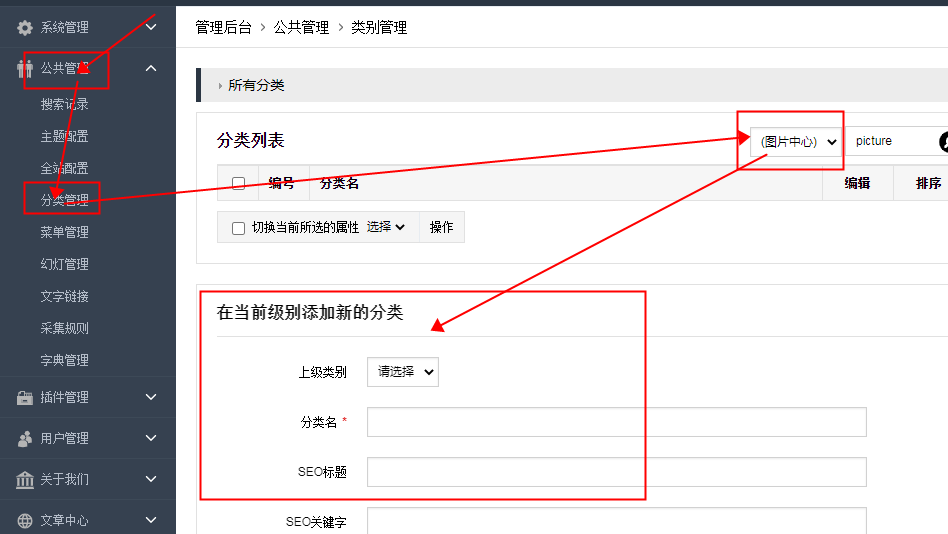 系统管理
公共管理
搜索记录
主题配置
全站配置
分类管理
菜单管理
幻灯管理
文字链接
采集规则
字典管理
插件管理
用户管理
关于我们
文章中心
管理后台 › 公共管理 › 类别管理
所有分类
分类列表
(图片中心) picture
编号 分类名 编辑 排序
切换当前所选的属性 选择 操作
在当前级别添加新的分类
上级类别 请选择
分类名 *
SEO标题
SEO关键字